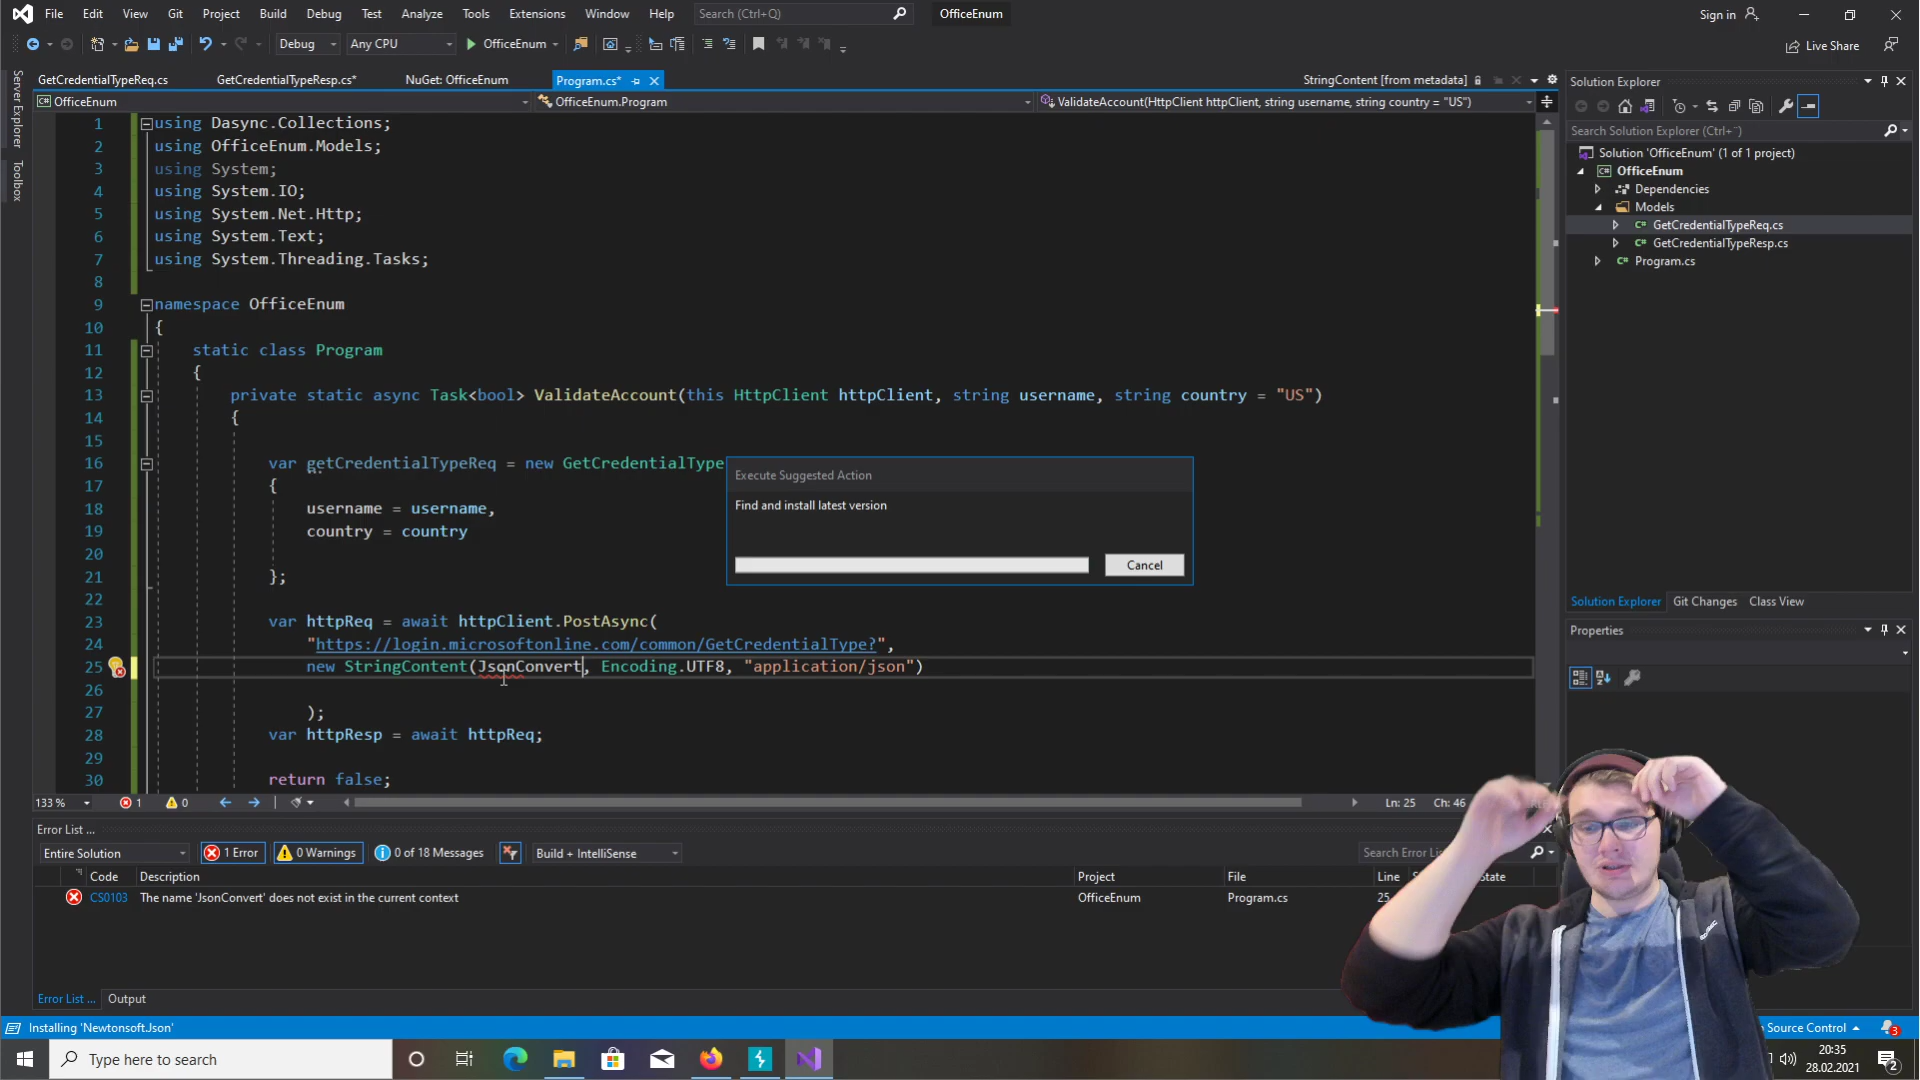 File Edit View Git Project Build Debug Test Analyze Tools Extensions Window Help Search (Ctrl+Q) OfficeEnum Sign in
Debug Any CPU OfficeEnum Live Share
GetCredentialTypeReq.cs GetCredentialTypeResp.cs* NuGet: OfficeEnum Program.cs* StringContent [from metadata]
OfficeEnum OfficeEnum.Program ValidateAccount(HttpClient httpClient, string username, string country = "US")
Server Explorer
Toolbox
1 using Dasync.Collections;
2 using OfficeEnum.Models;
3 using System;
4 using System.IO;
5 using System.Net.Http;
6 using System.Text;
7 using System.Threading.Tasks;
8
9 namespace OfficeEnum
10 {
11 static class Program
12 {
13 private static async Task<bool> ValidateAccount(this HttpClient httpClient, string username, string country = "US")
14 {
15
16 var getCredentialTypeReq = new GetCredentialType
17 {
18 username = username,
19 country = country
20
21 };
22
23 var httpReq = await httpClient.PostAsync(
24 "https://login.microsoftonline.com/common/GetCredentialType?",
25 new StringContent(JsonConvert, Encoding.UTF8, "application/json")
26
27 );
28 var httpResp = await httpReq;
29
30 return false;
Execute Suggested Action
Find and install latest version
Cancel
133 % 1 0 Ln: 25 Ch: 46
Error List ...
Entire Solution 1 Error 0 Warnings 0 of 18 Messages Build + IntelliSense Search Error Li
Code Description Project File Line State
CS0103 The name 'JsonConvert' does not exist in the current context OfficeEnum Program.cs 25
Error List ... Output
Solution Explorer
Search Solution Explorer (Ctrl+¨)
Solution 'OfficeEnum' (1 of 1 project)
OfficeEnum
Dependencies
Models
GetCredentialTypeReq.cs
GetCredentialTypeResp.cs
Program.cs
Solution Explorer Git Changes Class View
Properties
Installing 'Newtonsoft.Json' Source Control 3
Type here to search
20:35
28.02.2021
2